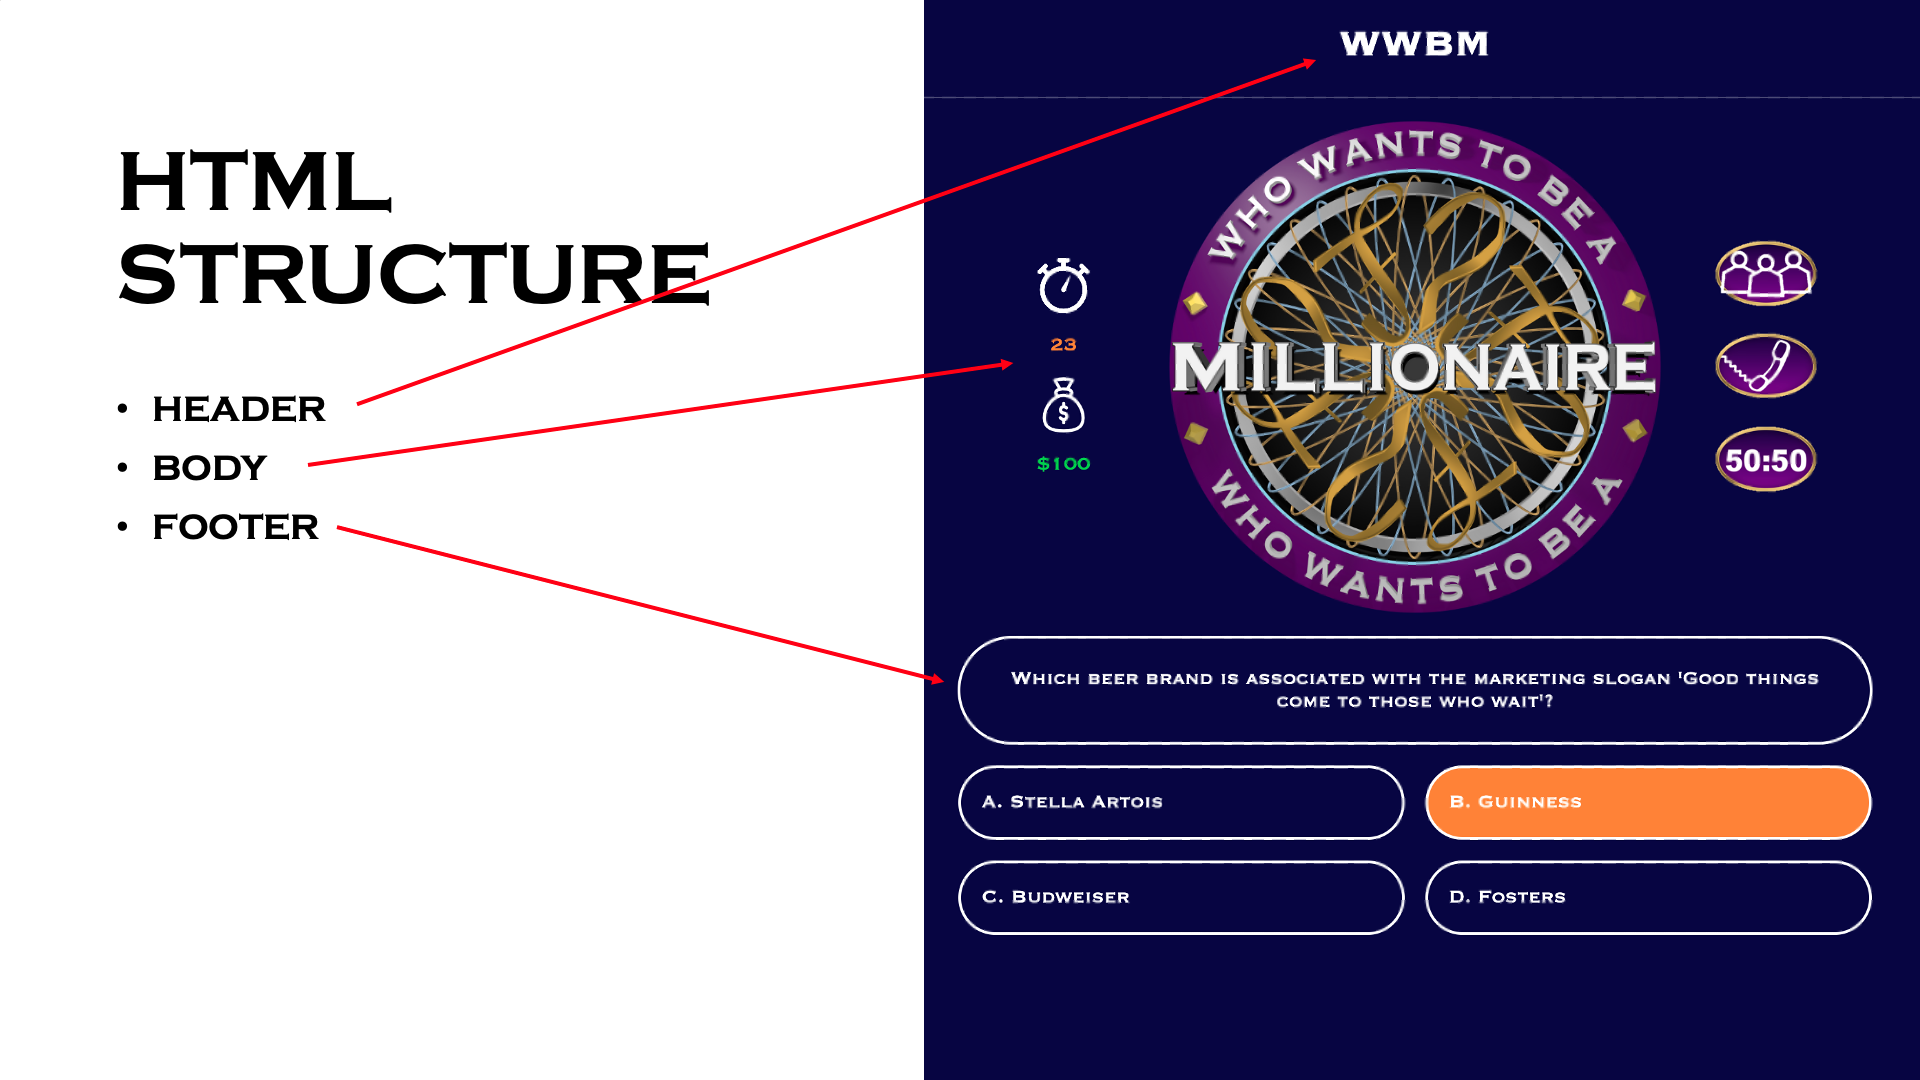 HTML
STRUCTURE
• HEADER
• BODY
• FOOTER
WWBM
WHO WANTS TO BE A
MILLIONAIRE
WHO WANTS TO BE A
23
$
$100
50:50
Which beer brand is associated with the marketing slogan 'Good things
come to those who wait'?
A. Stella Artois
B. Guinness
C. Budweiser
D. Fosters